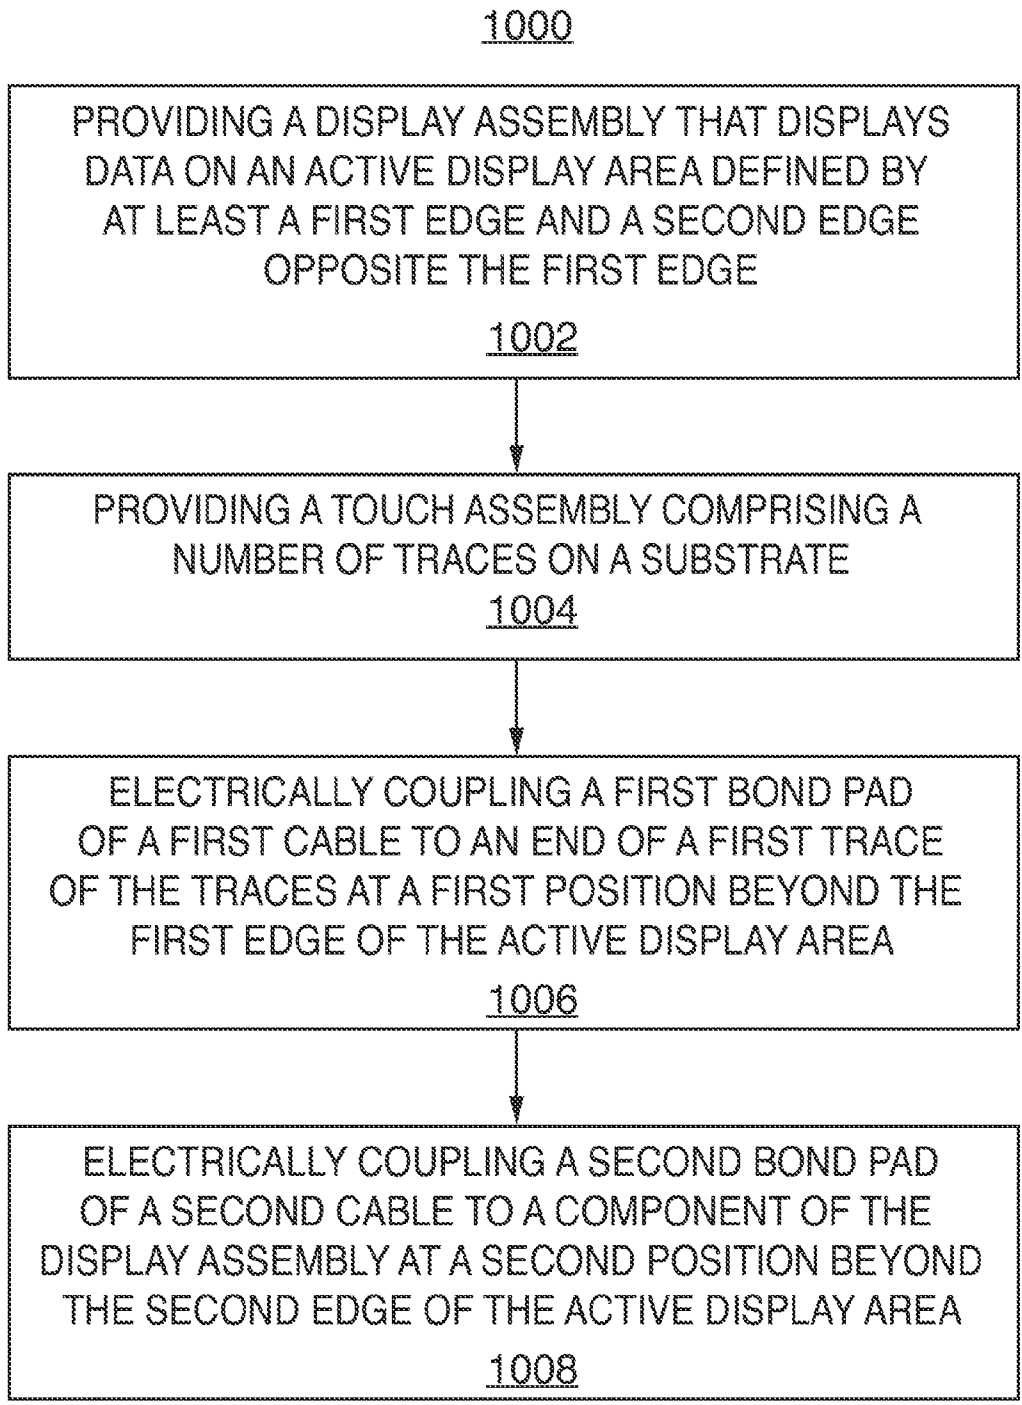 1000
PROVIDING A DISPLAY ASSEMBLY THAT DISPLAYS
DATA ON AN ACTIVE DISPLAY AREA DEFINED BY
AT LEAST A FIRST EDGE AND A SECOND EDGE
OPPOSITE THE FIRST EDGE
1002
PROVIDING A TOUCH ASSEMBLY COMPRISING A
NUMBER OF TRACES ON A SUBSTRATE
1004
ELECTRICALLY COUPLING A FIRST BOND PAD
OF A FIRST CABLE TO AN END OF A FIRST TRACE
OF THE TRACES AT A FIRST POSITION BEYOND THE
FIRST EDGE OF THE ACTIVE DISPLAY AREA
1006
ELECTRICALLY COUPLING A SECOND BOND PAD
OF A SECOND CABLE TO A COMPONENT OF THE
DISPLAY ASSEMBLY AT A SECOND POSITION BEYOND
THE SECOND EDGE OF THE ACTIVE DISPLAY AREA
1008